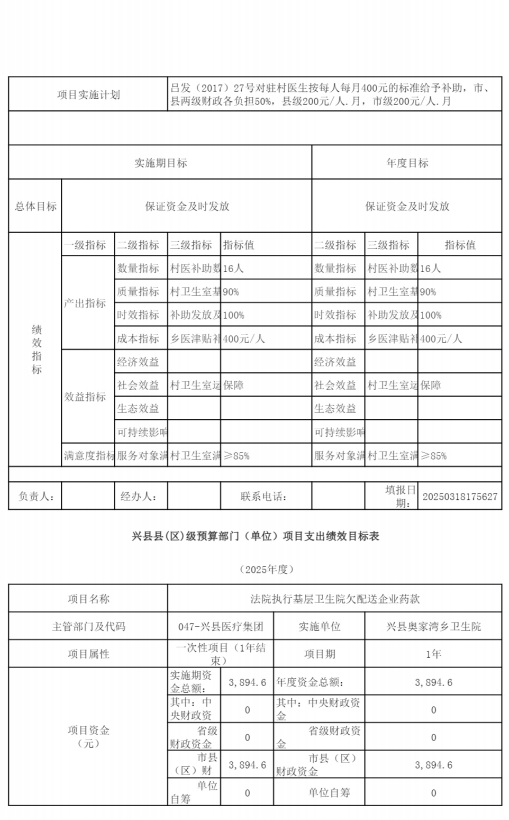 项目实施计划
吕发（2017）27号对驻村医生按每人每月400元的标准给予补助，市、
县两级财政各负担50%，县级200元/人.月，市级200元/人.月
实施期目标 年度目标
总体目标 保证资金及时发放 保证资金及时发放
绩效指标
一级指标 二级指标 三级指标 指标值 二级指标 三级指标 指标值
产出指标
数量指标 村医补助数 16人 数量指标 村医补助数 16人
质量指标 村卫生室基 90% 质量指标 村卫生室基 90%
时效指标 补助发放及 100% 时效指标 补助发放及 100%
成本指标 乡医津贴补 400元/人 成本指标 乡医津贴补 400元/人
效益指标
经济效益 经济效益
社会效益 村卫生室运 保障 社会效益 村卫生室运 保障
生态效益 生态效益
可持续影响 可持续影响
满意度指标 服务对象满 村卫生室满 ≥85% 服务对象满 村卫生室满 ≥85%
负责人： 经办人： 联系电话： 填报日期： 20250318175627
兴县县(区)级预算部门（单位）项目支出绩效目标表
（2025年度）
项目名称 法院执行基层卫生院欠配送企业药款
主管部门及代码 047-兴县医疗集团 实施单位 兴县奥家湾乡卫生院
项目属性 一次性项目（1年结束） 项目期 1年
项目资金
（元）
实施期资金总额： 3,894.6 年度资金总额： 3,894.6
其中：中央财政资 0 其中：中央财政资金 0
省级财政资金 0 省级财政资金 0
市县（区）财 3,894.6 市县（区）财政资金 3,894.6
单位自筹 0 单位自筹 0